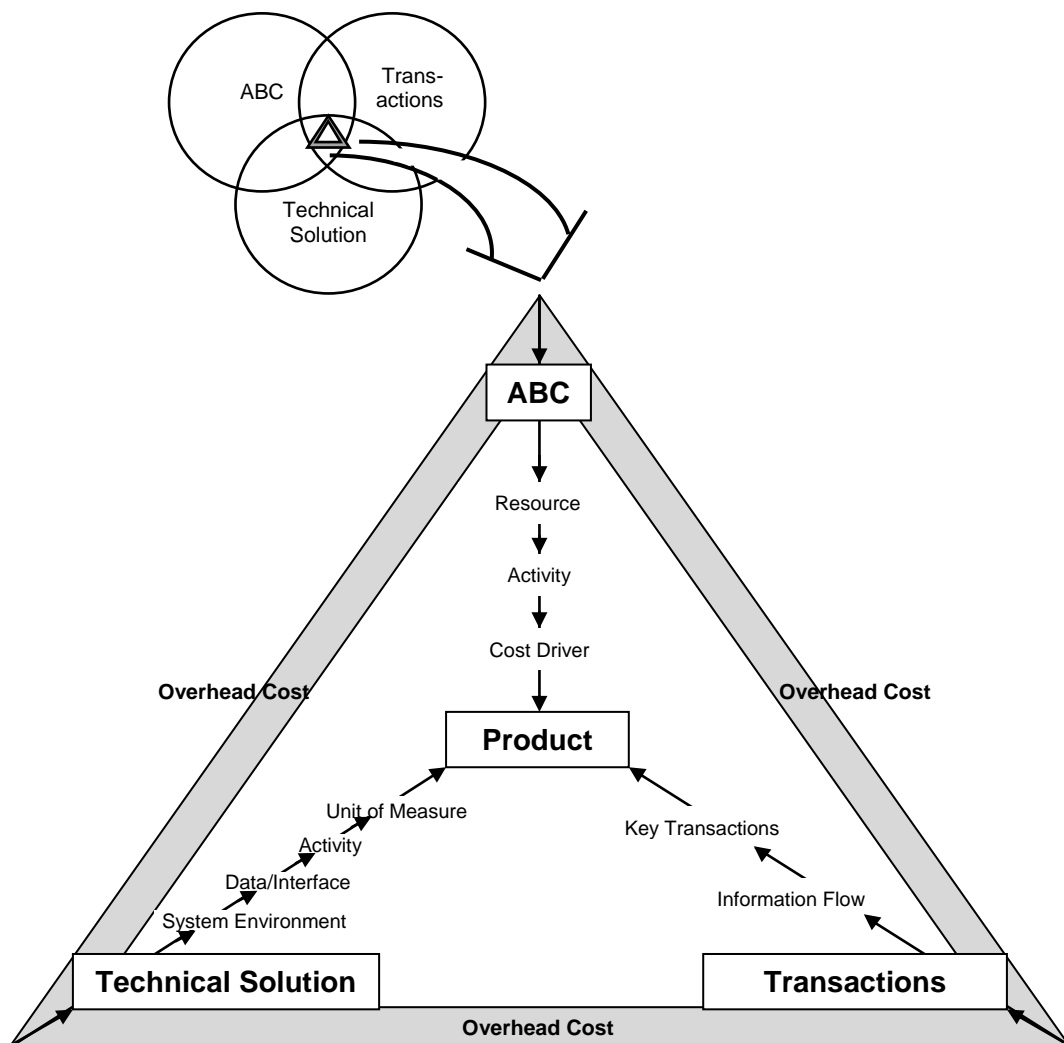 ABC
Trans-
actions
Technical
Solution
ABC
Resource
Activity
Cost Driver
Overhead Cost
Overhead Cost
Product
Unit of Measure
Key Transactions
Activity
Data/Interface
Information Flow
System Environment
Technical Solution
Transactions
Overhead Cost